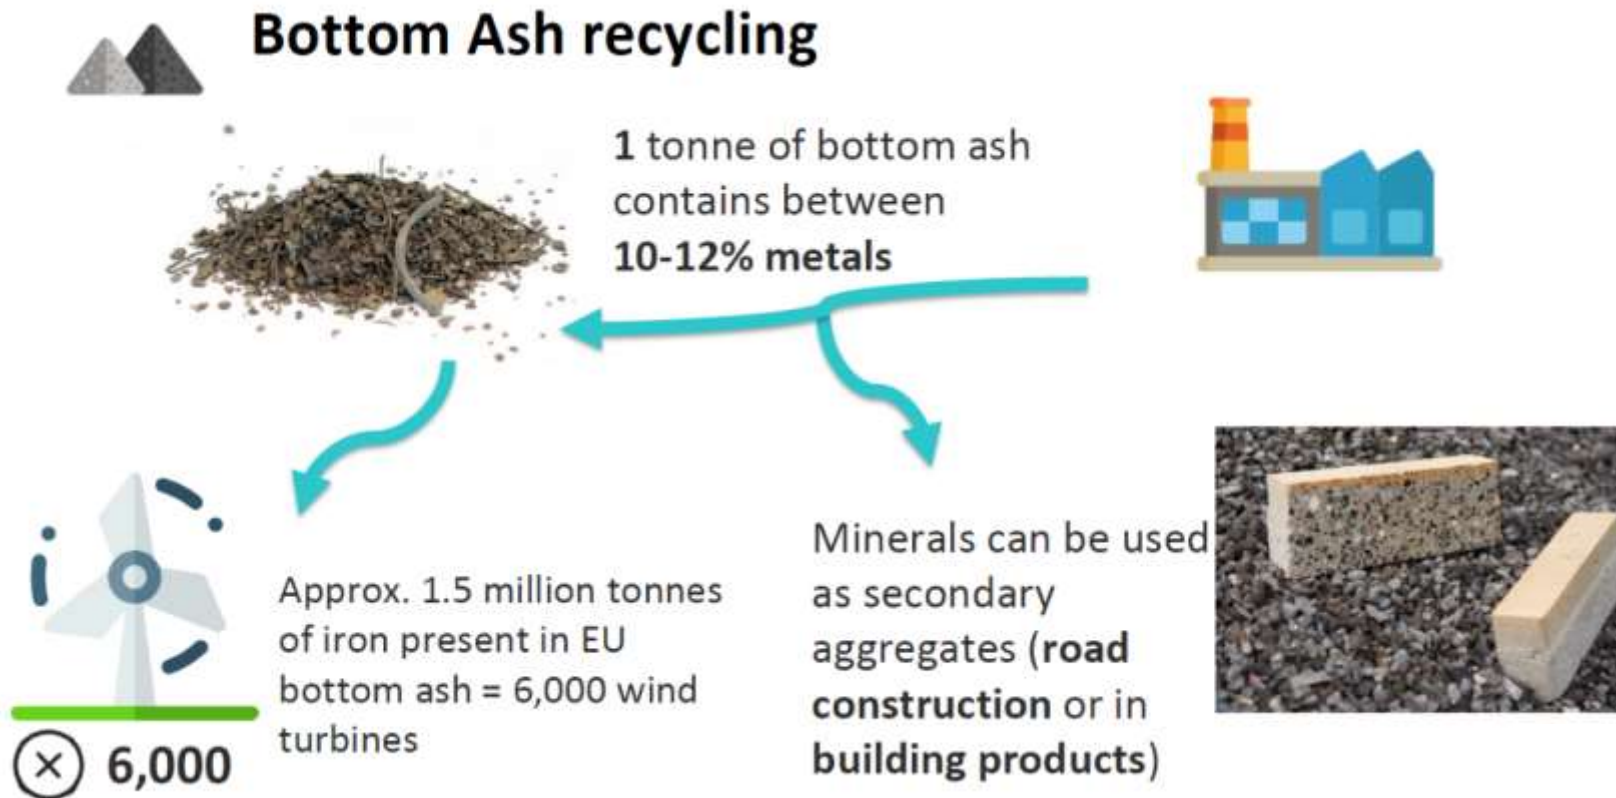 Bottom Ash recycling
1 tonne of bottom ash
contains between
10-12% metals
Approx. 1.5 million tonnes
of iron present in EU
bottom ash = 6,000 wind
turbines
6,000
Minerals can be used
as secondary
aggregates (road
construction or in
building products)